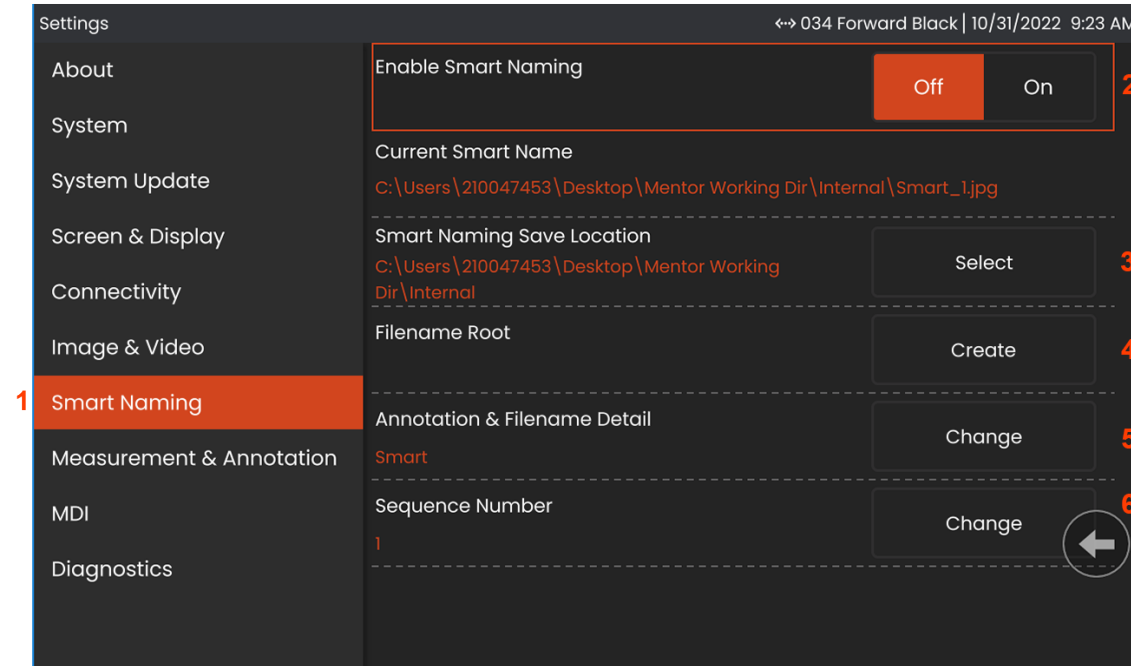 Settings
034 Forward Black | 10/31/2022 9:23 AM
About
System
System Update
Screen & Display
Connectivity
Image & Video
1
Smart Naming
Measurement & Annotation
MDI
Diagnostics
Enable Smart Naming
Off
On
2
Current Smart Name
C:\Users\210047453\Desktop\Mentor Working Dir\Internal\Smart_1.jpg
Smart Naming Save Location
C:\Users\210047453\Desktop\Mentor Working
Dir\Internal
Select
3
Filename Root
Create
4
Annotation & Filename Detail
Smart
Change
5
Sequence Number
1
Change
6